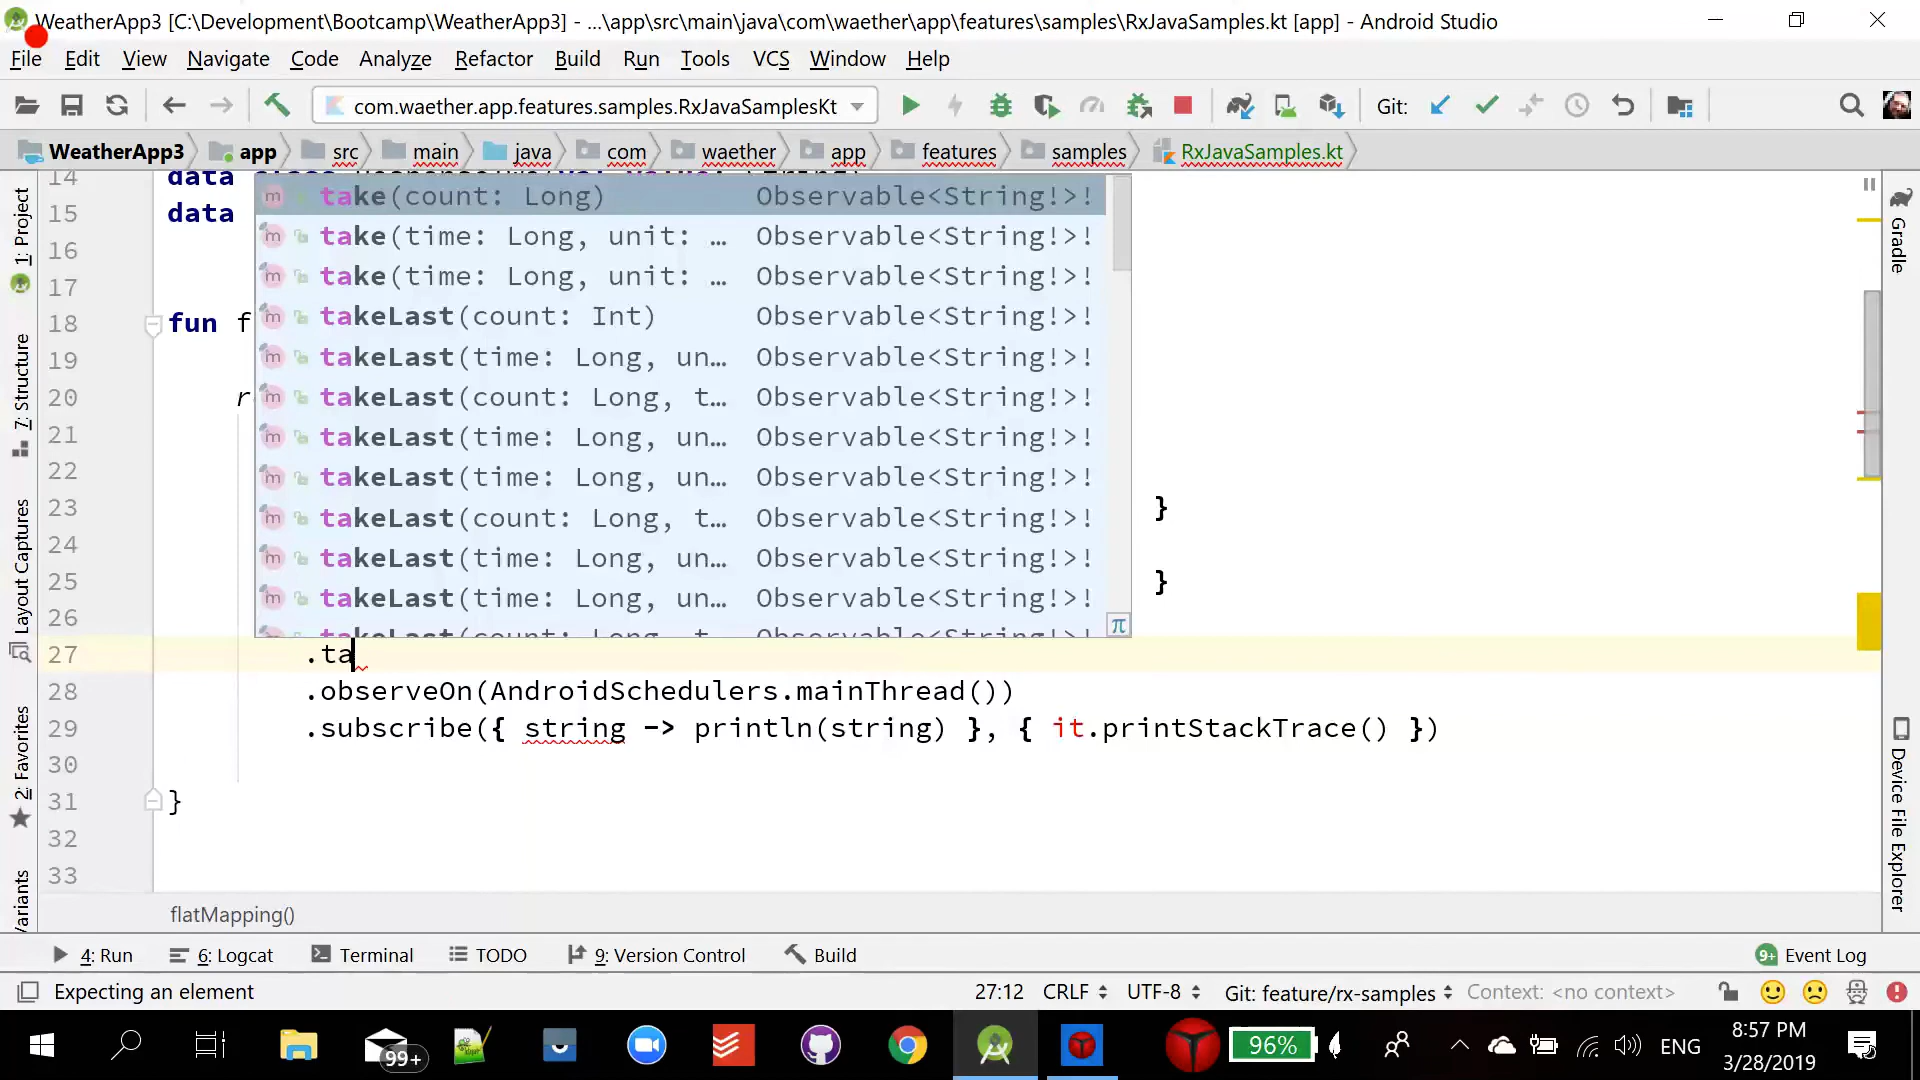 WeatherApp3 [C:\Development\Bootcamp\WeatherApp3] - ...\app\src\main\java\com\waether\app\features\samples\RxJavaSamples.kt [app] - Android Studio
File Edit View Navigate Code Analyze Refactor Build Run Tools VCS Window Help
com.waether.app.features.samples.RxJavaSamplesKt Git:
WeatherApp3 app src main java com waether app features samples RxJavaSamples.kt
14 data
take(count: Long) Observable<String!>!
15 data
take(time: Long, unit: … Observable<String!>!
16
take(time: Long, unit: … Observable<String!>!
17
takeLast(count: Int) Observable<String!>!
18 fun f
takeLast(time: Long, un… Observable<String!>!
19
takeLast(count: Long, t… Observable<String!>!
20 r
takeLast(time: Long, un… Observable<String!>!
21
takeLast(time: Long, un… Observable<String!>!
22
takeLast(count: Long, t… Observable<String!>!
23 }
takeLast(time: Long, un… Observable<String!>!
24
takeLast(time: Long, un… Observable<String!>!
25 }
takeLast(count: Long, t… Observable<String!>!
26
π
27 .ta
28 .observeOn(AndroidSchedulers.mainThread())
29 .subscribe({ string -> println(string) }, { it.printStackTrace() })
30
31 }
32
33
flatMapping()
1: Project
7: Structure
Layout Captures
2: Favorites
Variants
Gradle
Device File Explorer
4: Run 6: Logcat Terminal TODO 9: Version Control Build 9+ Event Log
Expecting an element 27:12 CRLF UTF-8 Git: feature/rx-samples Context: <no context>
99+ 96% ENG 8:57 PM
3/28/2019